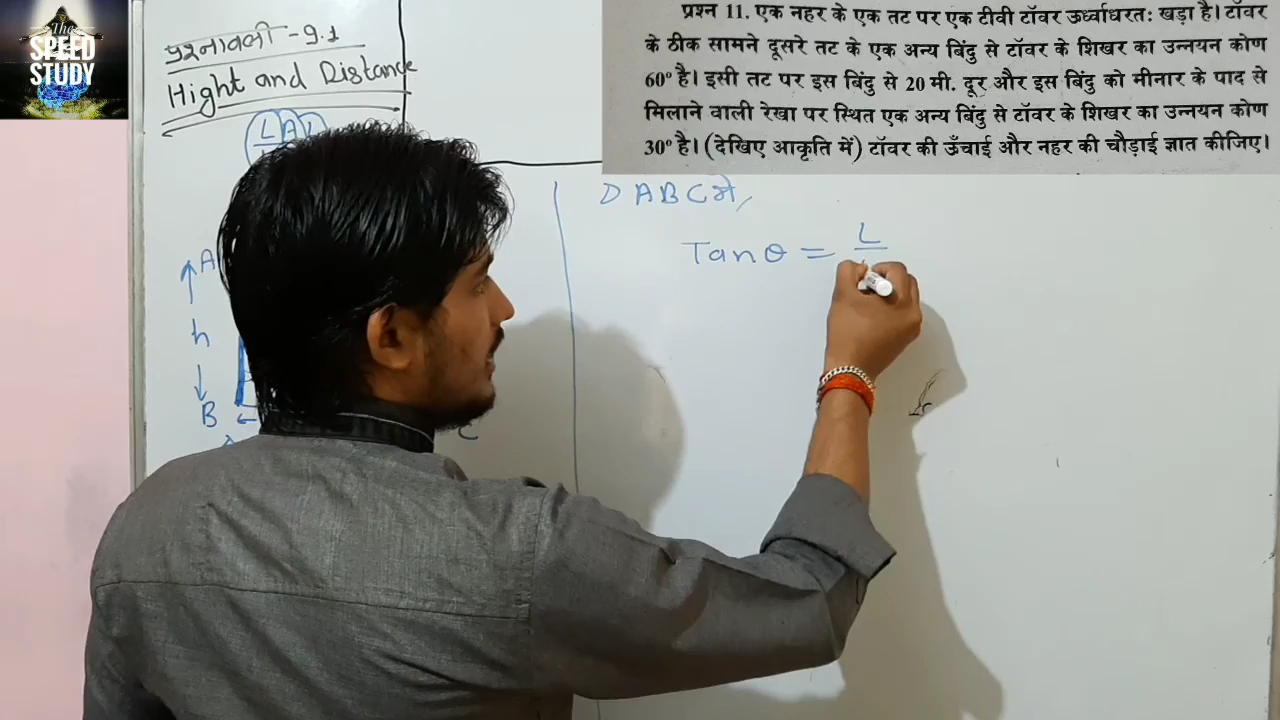 The
SPEED
STUDY
प्रश्नावली - 9.1
Hight and Distance
LAL
प्रश्न 11. एक नहर के एक तट पर एक टीवी टॉवर ऊर्ध्वाधरत: खड़ा है। टॉवर
के ठीक सामने दूसरे तट के एक अन्य बिंदु से टॉवर के शिखर का उन्नयन कोण
60° है। इसी तट पर इस बिंदु से 20 मी. दूर और इस बिंदु को मीनार के पाद से
मिलाने वाली रेखा पर स्थित एक अन्य बिंदु से टॉवर के शिखर का उन्नयन कोण
30° है। (देखिए आकृति में) टॉवर की ऊँचाई और नहर की चौड़ाई ज्ञात कीजिए।
A
h
B
C
D ABC में,
Tanθ = L